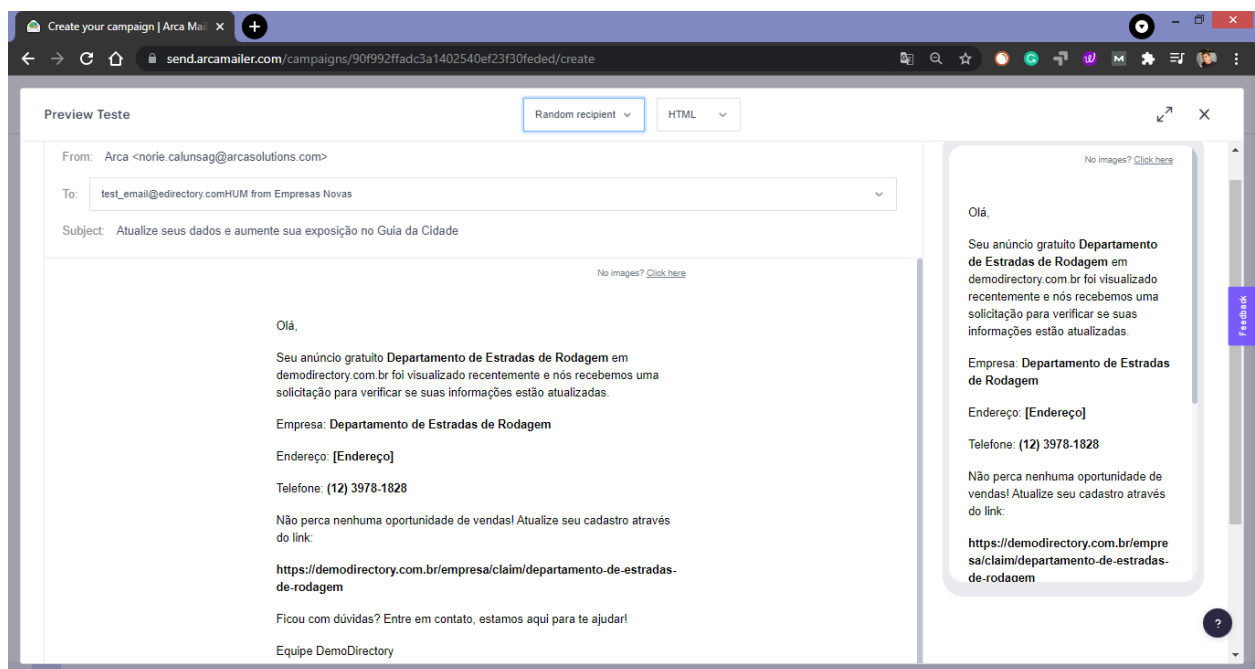 Create your campaign | Arca Mai
send.arcamailer.com/campaigns/90f992ffadc3a1402540ef23f30feded/create
Preview Teste
Random recipient
HTML
From: Arca <norie.calunsag@arcasolutions.com>
To: test_email@edirectory.comHUM from Empresas Novas
Subject: Atualize seus dados e aumente sua exposição no Guia da Cidade
No images? Click here
Olá,
Seu anúncio gratuito Departamento de Estradas de Rodagem em
demodirectory.com.br foi visualizado recentemente e nós recebemos uma
solicitação para verificar se suas informações estão atualizadas.
Empresa: Departamento de Estradas de Rodagem
Endereço: [Endereço]
Telefone: (12) 3978-1828
Não perca nenhuma oportunidade de vendas! Atualize seu cadastro através
do link:
https://demodirectory.com.br/empresa/claim/departamento-de-estradas-
de-rodagem
Ficou com dúvidas? Entre em contato, estamos aqui para te ajudar!
Equipe DemoDirectory
No images? Click here
Olá,
Seu anúncio gratuito Departamento
de Estradas de Rodagem em
demodirectory.com.br foi visualizado
recentemente e nós recebemos uma
solicitação para verificar se suas
informações estão atualizadas.
Empresa: Departamento de Estradas
de Rodagem
Endereço: [Endereço]
Telefone: (12) 3978-1828
Não perca nenhuma oportunidade de
vendas! Atualize seu cadastro através
do link:
https://demodirectory.com.br/empre
sa/claim/departamento-de-estradas-
de-rodagem
Feedback
?